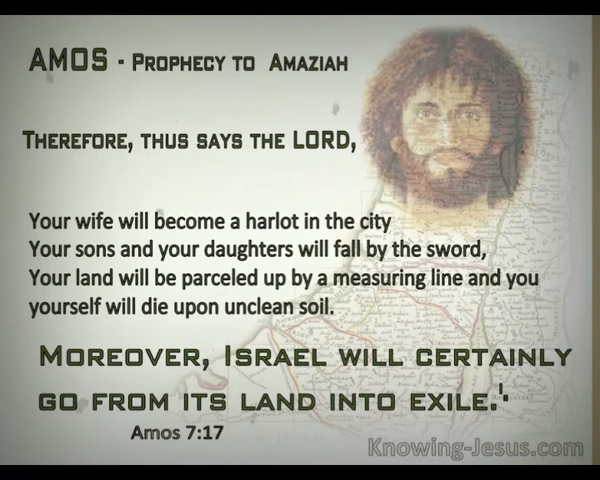 AMOS - PROPHECY TO AMAZIAH
THEREFORE, THUS SAYS THE LORD,
Your wife will become a harlot in the city
Your sons and your daughters will fall by the sword,
Your land will be parceled up by a measuring line and you
yourself will die upon unclean soil.
MOREOVER, ISRAEL WILL CERTAINLY
GO FROM ITS LAND INTO EXILE.'"
Amos 7:17
Knowing-Jesus.com